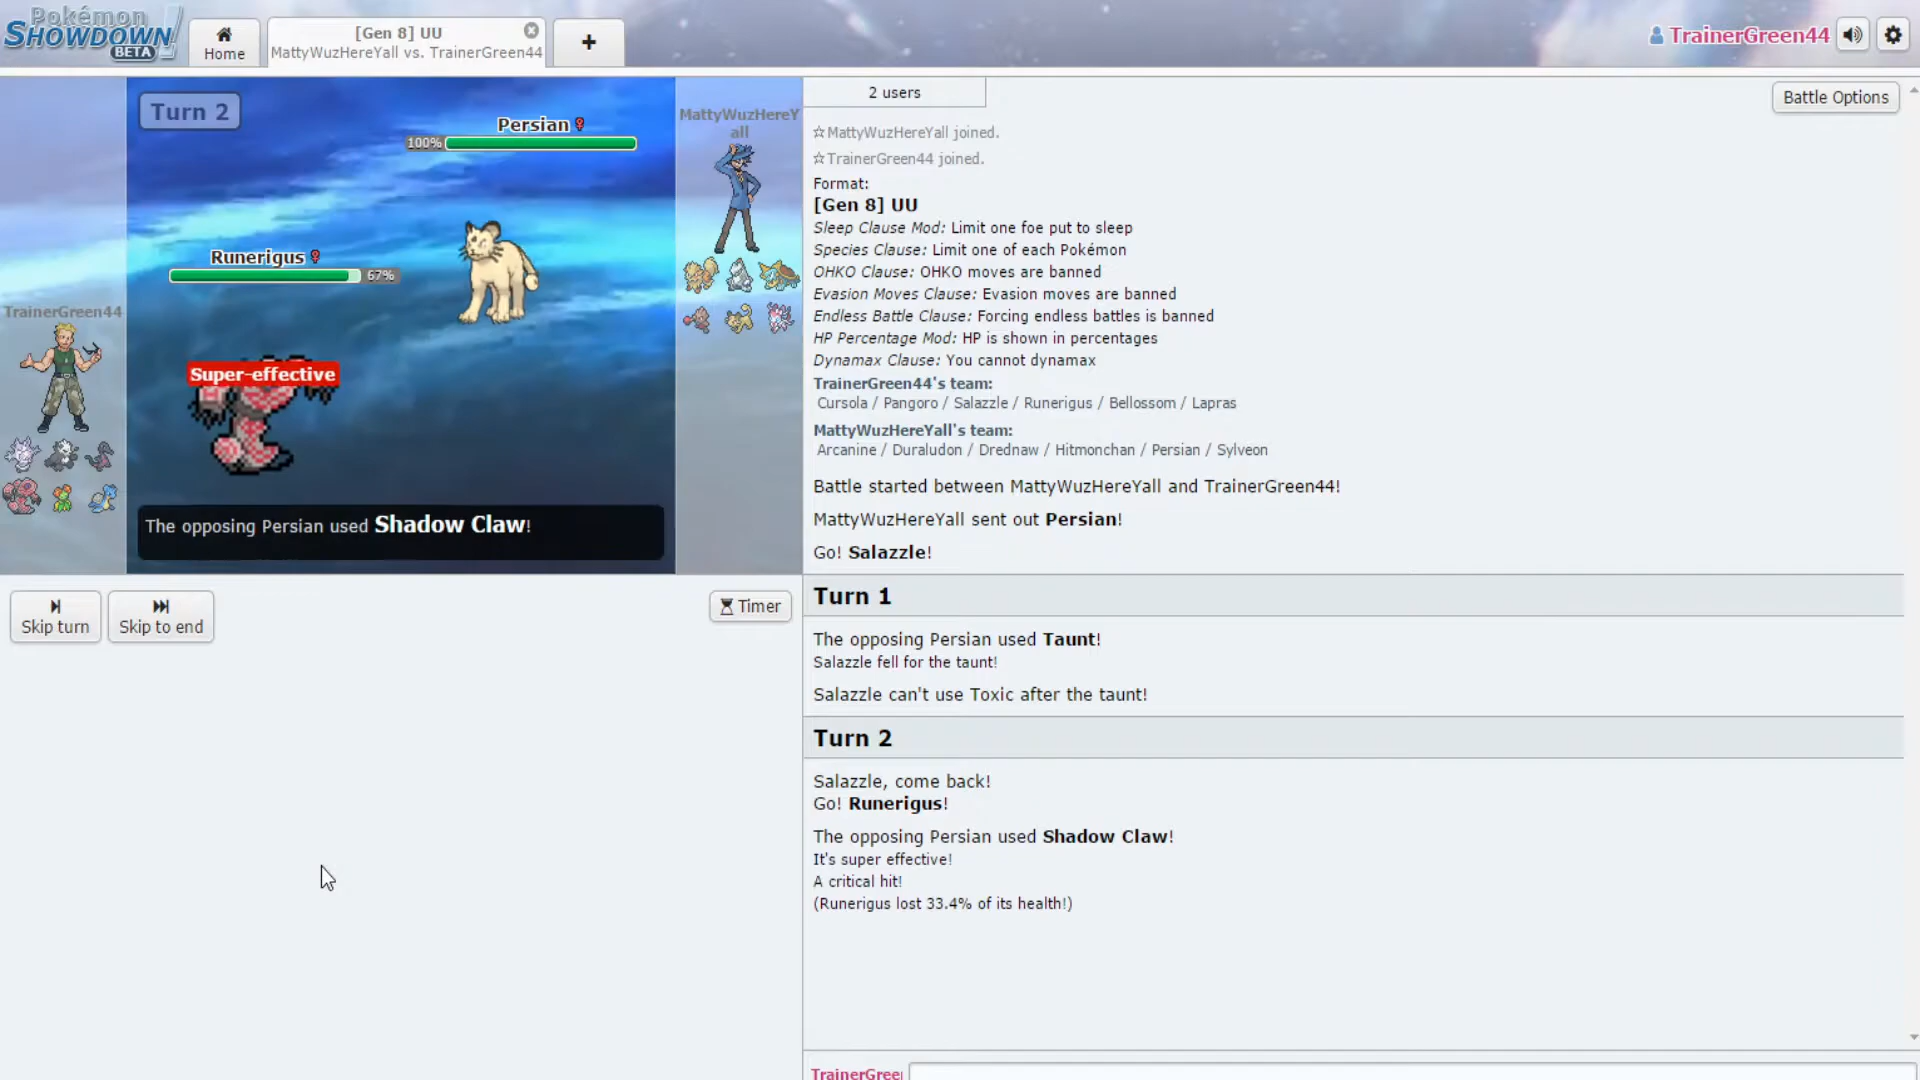 Pokémon
SHOWDOWN
BETA
Home
[Gen 8] UU
MattyWuzHereYall vs. TrainerGreen44
+
TrainerGreen44
Turn 2
Persian ♀
100%
Runerigus ♀
67%
Super-effective
The opposing Persian used Shadow Claw!
TrainerGreen44
MattyWuzHereY
all
Skip turn
Skip to end
Timer
2 users
Battle Options
☆MattyWuzHereYall joined.
☆TrainerGreen44 joined.
Format:
[Gen 8] UU
Sleep Clause Mod: Limit one foe put to sleep
Species Clause: Limit one of each Pokémon
OHKO Clause: OHKO moves are banned
Evasion Moves Clause: Evasion moves are banned
Endless Battle Clause: Forcing endless battles is banned
HP Percentage Mod: HP is shown in percentages
Dynamax Clause: You cannot dynamax
TrainerGreen44's team:
Cursola / Pangoro / Salazzle / Runerigus / Bellossom / Lapras
MattyWuzHereYall's team:
Arcanine / Duraludon / Drednaw / Hitmonchan / Persian / Sylveon
Battle started between MattyWuzHereYall and TrainerGreen44!
MattyWuzHereYall sent out Persian!
Go! Salazzle!
Turn 1
The opposing Persian used Taunt!
Salazzle fell for the taunt!
Salazzle can't use Toxic after the taunt!
Turn 2
Salazzle, come back!
Go! Runerigus!
The opposing Persian used Shadow Claw!
It's super effective!
A critical hit!
(Runerigus lost 33.4% of its health!)
TrainerGree